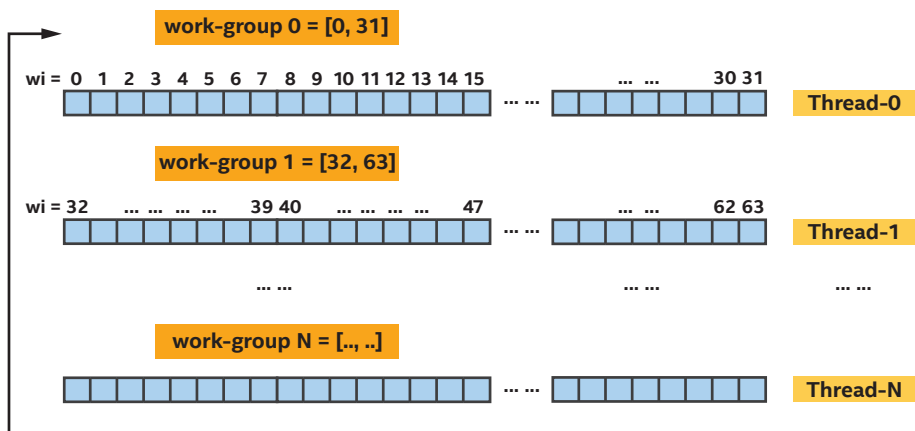 work-group 0 = [0, 31]
wi = 0 1 2 3 4 5 6 7 8 9 10 11 12 13 14 15 ... ... 30 31
... ... Thread-0
work-group 1 = [32, 63]
wi = 32 ... ... ... ... 39 40 ... ... ... ... 47 ... ... 62 63
... ... Thread-1
... ... ... ... ... ...
work-group N = [.., ..]
... ... Thread-N